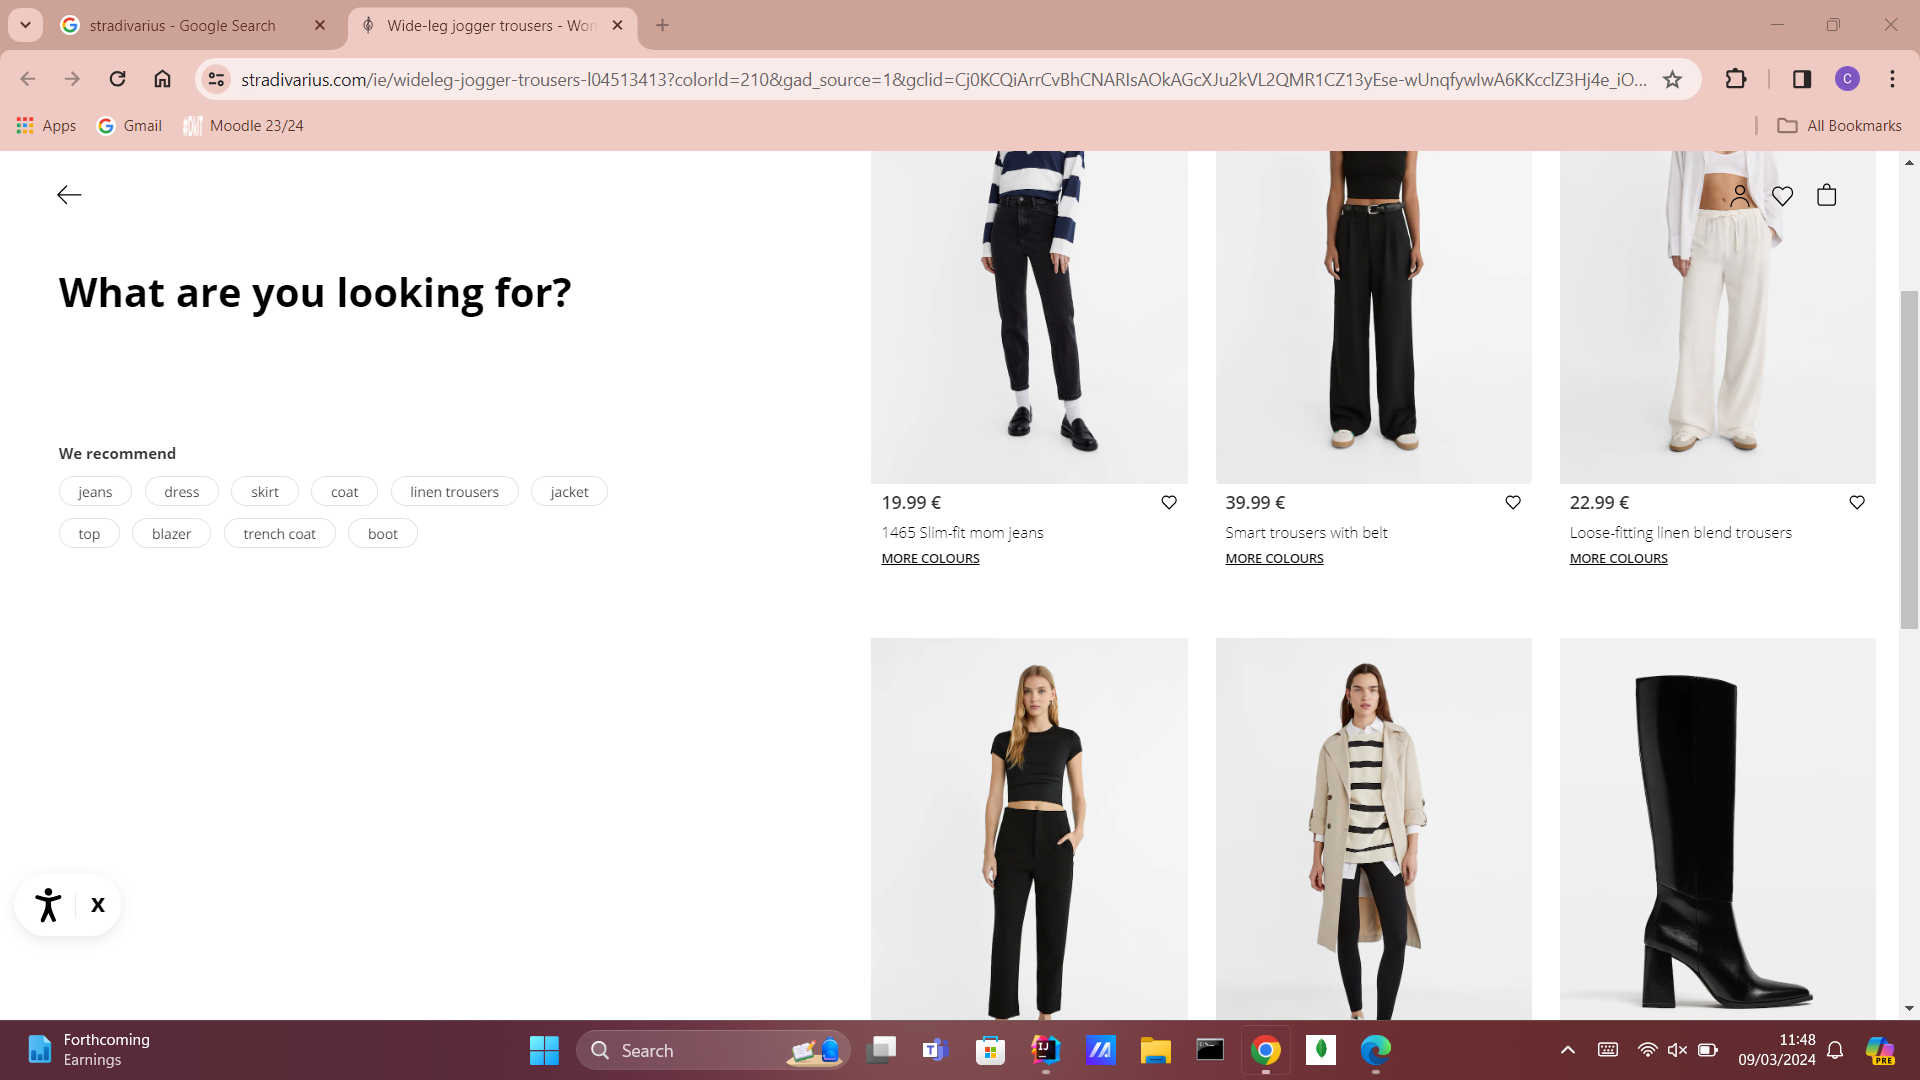 stradivarius - Google Search
Wide-leg jogger trousers - Wom
stradivarius.com/ie/wideleg-jogger-trousers-l04513413?colorId=210&gad_source=1&gclid=Cj0KCQiArrCvBhCNARIsAOkAGcXJu2kVL2QMR1CZ13yEse-wUnqfywIwA6KKcclZ3Hj4e_iO...
C
Apps
Gmail
Moodle 23/24
All Bookmarks
What are you looking for?
We recommend
jeans dress skirt coat linen trousers jacket
top blazer trench coat boot
19.99 €
1465 Slim-fit mom jeans
MORE COLOURS
39.99 €
Smart trousers with belt
MORE COLOURS
22.99 €
Loose-fitting linen blend trousers
MORE COLOURS
X
Forthcoming
Earnings
Search
11:48
09/03/2024
PRE